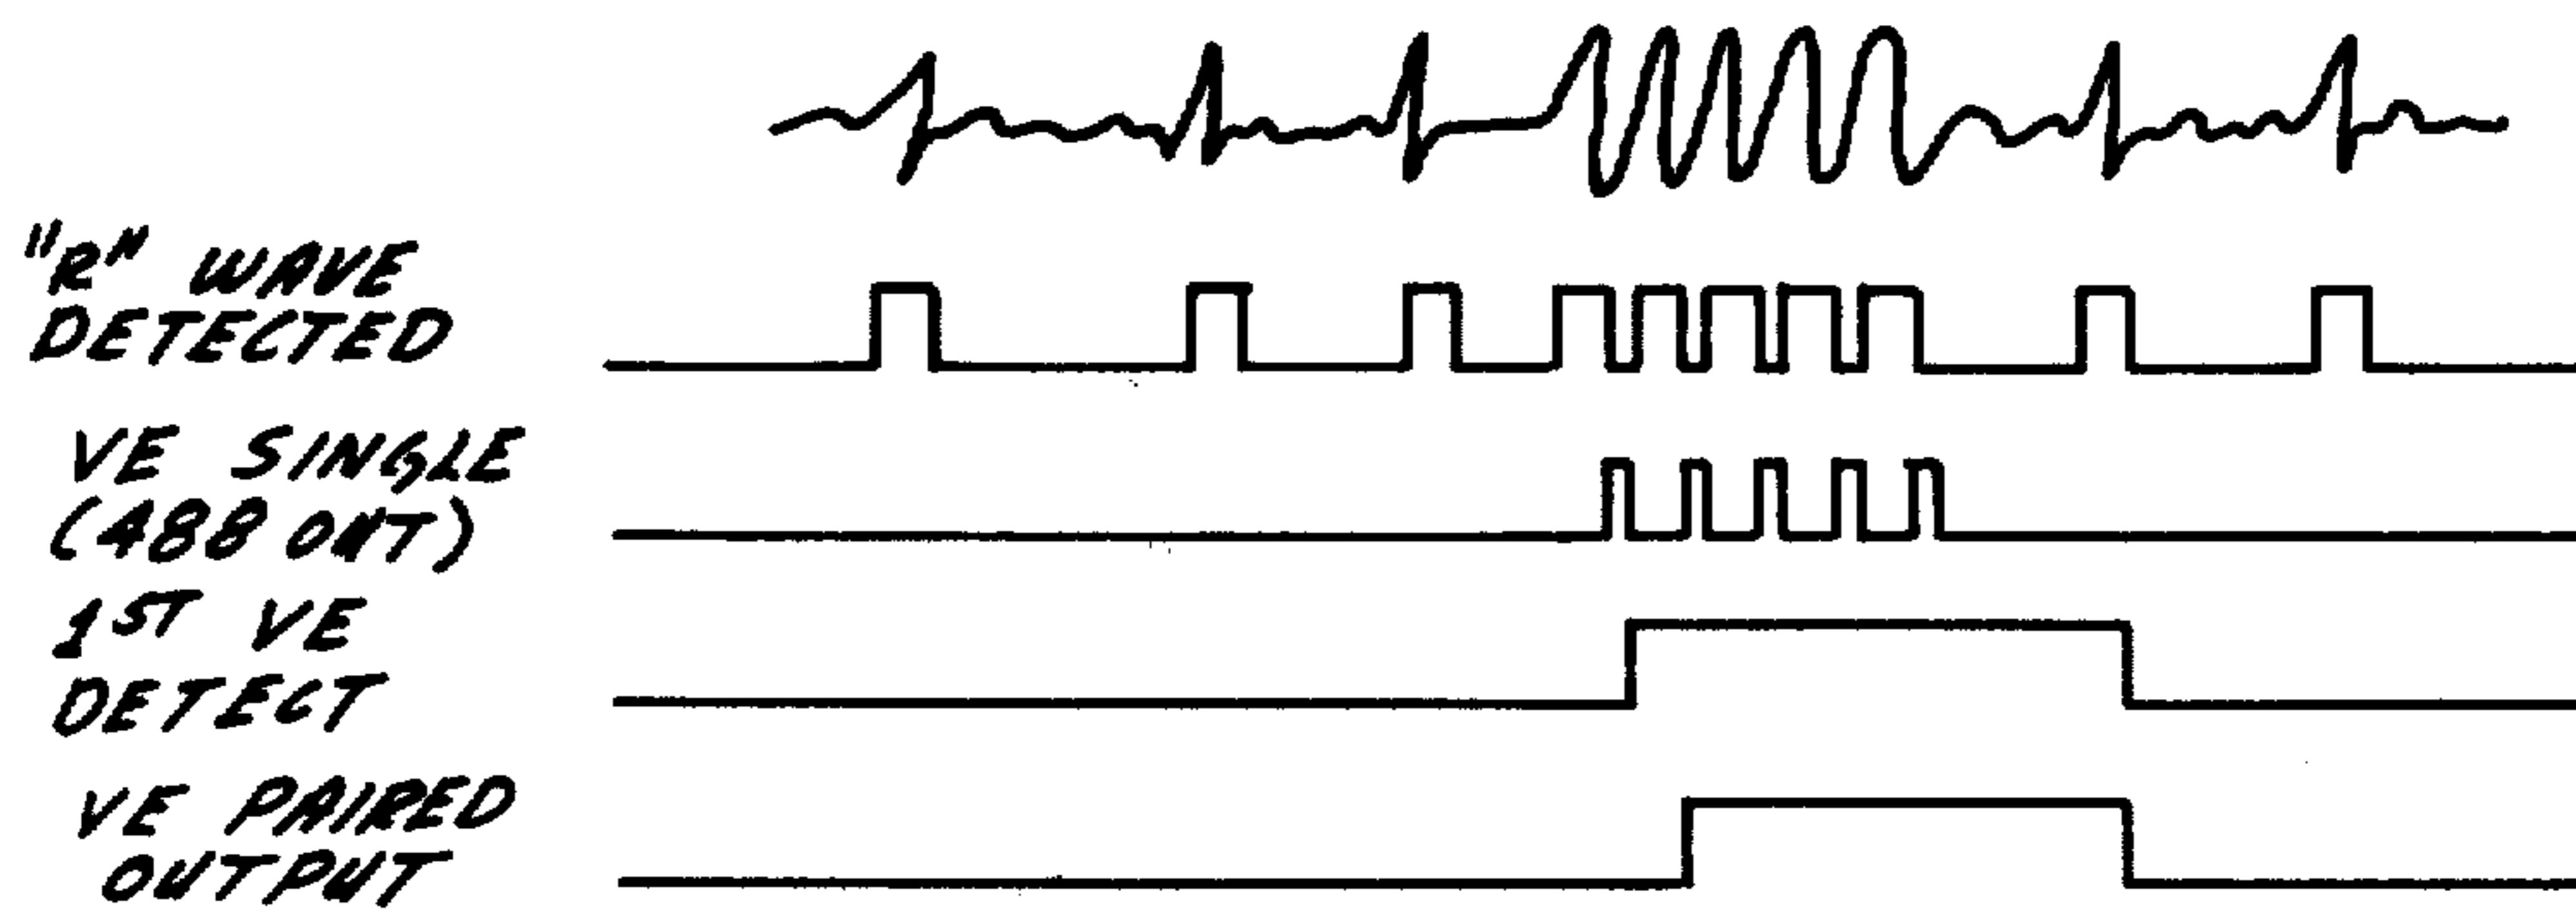 "R" WAVE
DETECTED
VE SINGLE
(488 OUT)
1ST VE
DETECT
VE PAIRED
OUTPUT